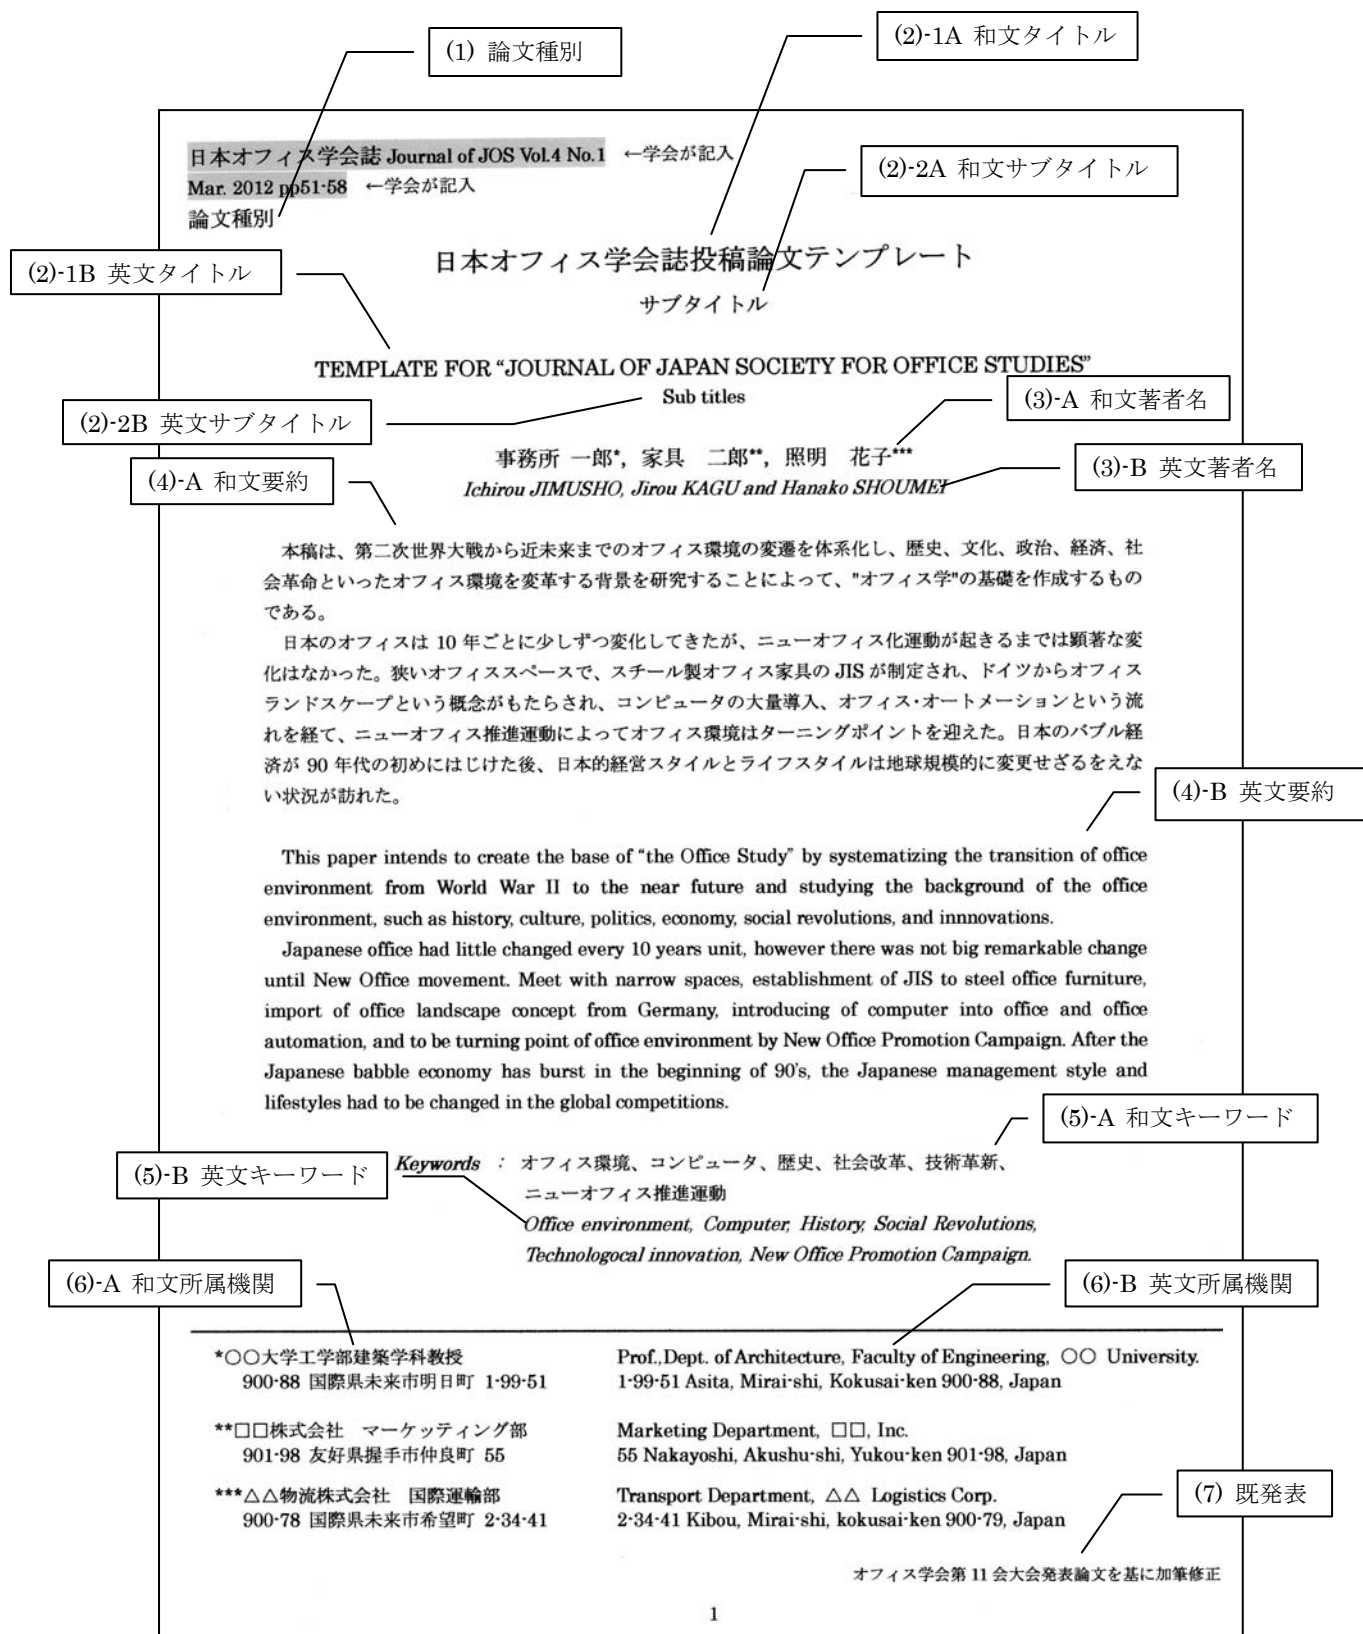 (1) 論文種別
(2)-1A 和文タイトル
日本オフィス学会誌 Journal of JOS Vol.4 No.1 ←学会が記入
Mar. 2012 pp51-58 ←学会が記入
(2)-2A 和文サブタイトル
論文種別
(2)-1B 英文タイトル
日本オフィス学会誌投稿論文テンプレート
サブタイトル
TEMPLATE FOR “JOURNAL OF JAPAN SOCIETY FOR OFFICE STUDIES”
Sub titles
(3)-A 和文著者名
(2)-2B 英文サブタイトル
事務所 一郎*, 家具 二郎**, 照明 花子***
(3)-B 英文著者名
(4)-A 和文要約
Ichirou JIMUSHO, Jirou KAGU and Hanako SHOUMEI
本稿は、第二次世界大戦から近未来までのオフィス環境の変遷を体系化し、歴史、文化、政治、経済、社
会革命といったオフィス環境を変革する背景を研究することによって、"オフィス学"の基礎を作成するもの
である。
日本のオフィスは 10 年ごとに少しずつ変化してきたが、ニューオフィス化運動が起きるまでは顕著な変
化はなかった。狭いオフィススペースで、スチール製オフィス家具の JIS が制定され、ドイツからオフィス
ランドスケープという概念がもたらされ、コンピュータの大量導入、オフィス・オートメーションという流
れを経て、ニューオフィス推進運動によってオフィス環境はターニングポイントを迎えた。日本のバブル経
済が 90 年代の初めにはじけた後、日本的経営スタイルとライフスタイルは地球規模的に変更せざるをえな
い状況が訪れた。
(4)-B 英文要約
This paper intends to create the base of “the Office Study” by systematizing the transition of office
environment from World War II to the near future and studying the background of the office
environment, such as history, culture, politics, economy, social revolutions, and innnovations.
Japanese office had little changed every 10 years unit, however there was not big remarkable change
until New Office movement. Meet with narrow spaces, establishment of JIS to steel office furniture,
import of office landscape concept from Germany, introducing of computer into office and office
automation, and to be turning point of office environment by New Office Promotion Campaign. After the
Japanese babble economy has burst in the beginning of 90's, the Japanese management style and
lifestyles had to be changed in the global competitions.
(5)-A 和文キーワード
(5)-B 英文キーワード
Keywords : オフィス環境、コンピュータ、歴史、社会改革、技術革新、
ニューオフィス推進運動
Office environment, Computer, History, Social Revolutions,
Technologocal innovation, New Office Promotion Campaign.
(6)-A 和文所属機関
(6)-B 英文所属機関
*○○大学工学部建築学科教授
Prof.,Dept. of Architecture, Faculty of Engineering, ○○ University.
900-88 国際県未来市明日町 1-99-51
1-99-51 Asita, Mirai-shi, Kokusai-ken 900-88, Japan
**□□株式会社 マーケッティング部
Marketing Department, □□, Inc.
901-98 友好県握手市仲良町 55
55 Nakayoshi, Akushu-shi, Yukou-ken 901-98, Japan
***△△物流株式会社 国際運輸部
Transport Department, △△ Logistics Corp.
900-78 国際県未来市希望町 2-34-41
2-34-41 Kibou, Mirai-shi, kokusai-ken 900-79, Japan
(7) 既発表
オフィス学会第 11 会大会発表論文を基に加筆修正
1